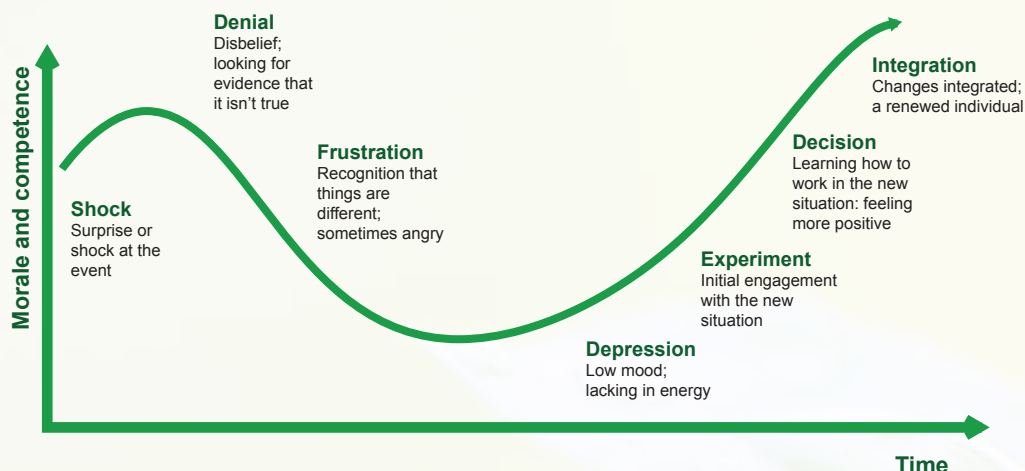 Morale and competence
Shock
Surprise or
shock at the
event
Denial
Disbelief;
looking for
evidence that
it isn't true
Frustration
Recognition that
things are
different;
sometimes angry
Depression
Low mood;
lacking in energy
Experiment
Initial engagement
with the new
situation
Decision
Learning how to
work in the new
situation: feeling
more positive
Integration
Changes integrated;
a renewed individual
Time